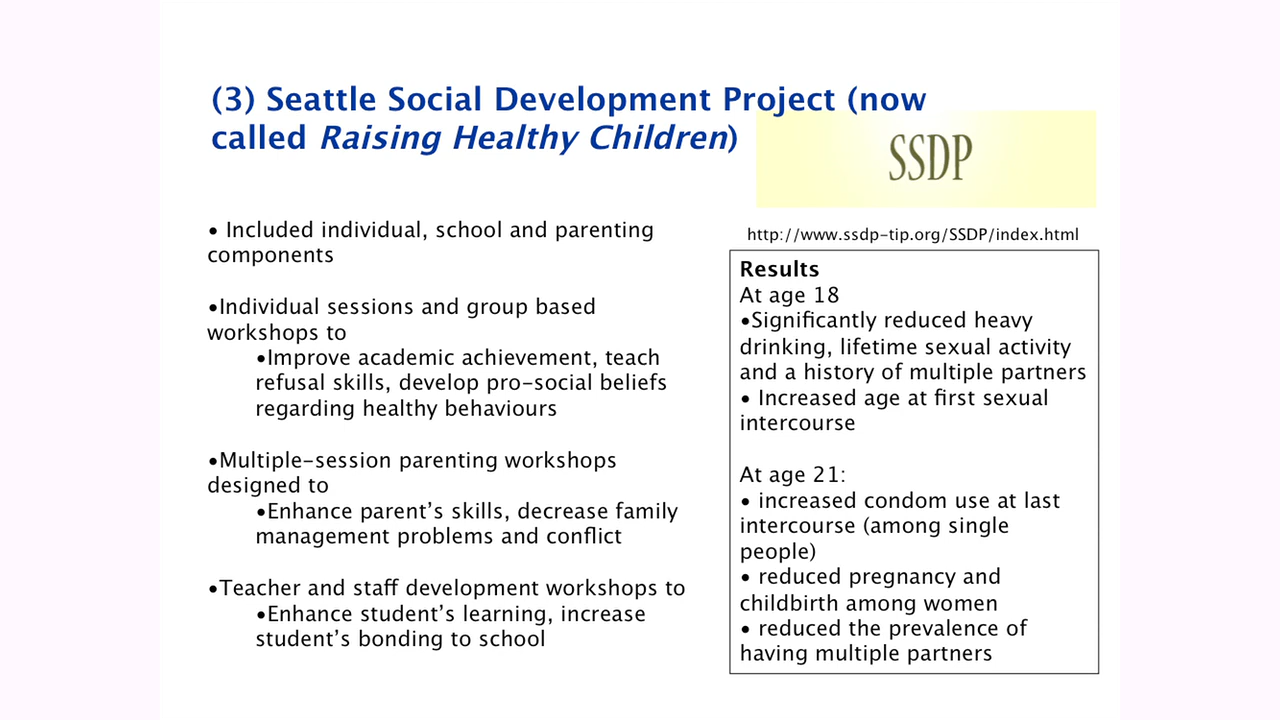 (3) Seattle Social Development Project (now
called Raising Healthy Children)
SSDP
• Included individual, school and parenting
components
•Individual sessions and group based
workshops to
•Improve academic achievement, teach
refusal skills, develop pro-social beliefs
regarding healthy behaviours
•Multiple-session parenting workshops
designed to
•Enhance parent's skills, decrease family
management problems and conflict
•Teacher and staff development workshops to
•Enhance student's learning, increase
student's bonding to school
http://www.ssdp-tip.org/SSDP/index.html
Results
At age 18
•Significantly reduced heavy
drinking, lifetime sexual activity
and a history of multiple partners
• Increased age at first sexual
intercourse
At age 21:
• increased condom use at last
intercourse (among single
people)
• reduced pregnancy and
childbirth among women
• reduced the prevalence of
having multiple partners